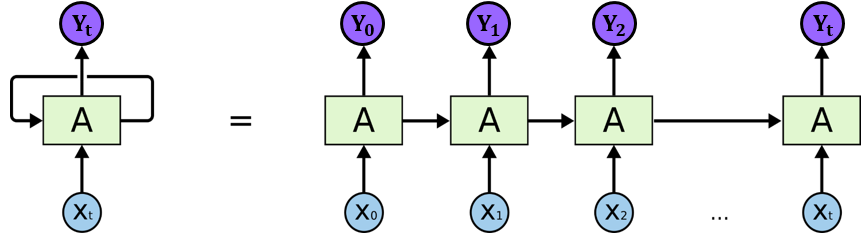 Yₜ Y₀ Y₁ Y₂ Yₜ
A = A A A A
xₜ x₀ x₁ x₂ ... xₜ